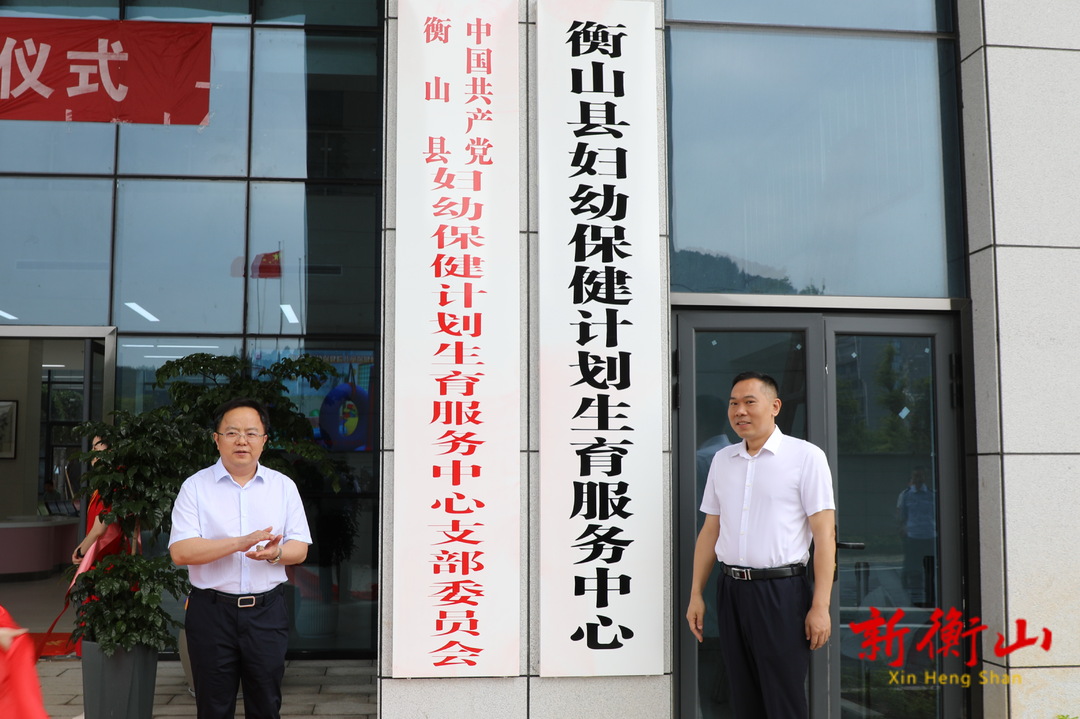 仪式
中国共产党
衡山县
妇幼保健计划生育服务中心支部委员会
衡山县妇幼保健计划生育服务中心
新衡山
Xin Heng Shan